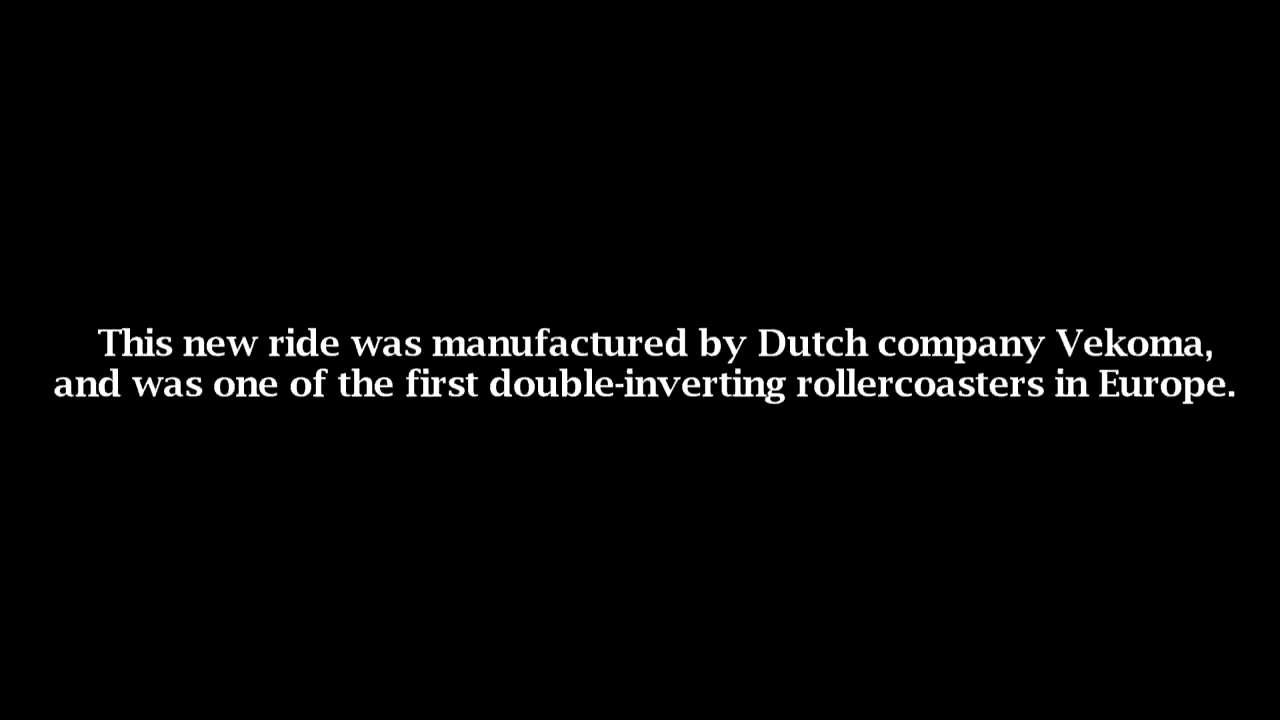 This new ride was manufactured by Dutch company Vekoma,
and was one of the first double-inverting rollercoasters in Europe.